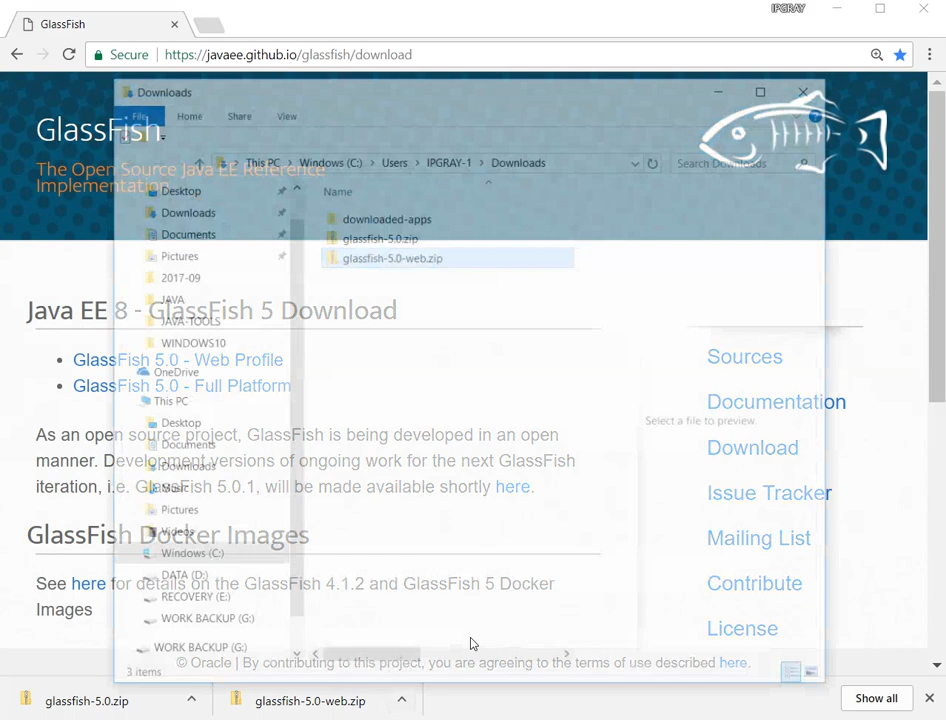 IPGRAY
GlassFish
Secure
https://javaee.github.io/glassfish/download
Downloads
File
Home
Share
View
GlassFish
The Open Source Java EE Reference
Implementation
This PC
Windows (C:)
Users
IPGRAY-1
Downloads
Search Downloads
Name
Desktop
Downloads
Documents
Pictures
2017-09
JAVA
JAVA-TOOLS
WINDOWS10
OneDrive
This PC
Desktop
Documents
Downloads
Music
Pictures
Videos
Windows (C:)
DATA (D:)
RECOVERY (E:)
WORK BACKUP (G:)
WORK BACKUP (G:)
3 items
downloaded-apps
glassfish-5.0.zip
glassfish-5.0-web.zip
Select a file to preview.
Java EE 8 - GlassFish 5 Download
GlassFish 5.0 - Web Profile
GlassFish 5.0 - Full Platform
As an open source project, GlassFish is being developed in an open
manner. Development versions of ongoing work for the next GlassFish
iteration, i.e. GlassFish 5.0.1, will be made available shortly here.
GlassFish Docker Images
See here for details on the GlassFish 4.1.2 and GlassFish 5 Docker
Images
Sources
Documentation
Download
Issue Tracker
Mailing List
Contribute
License
© Oracle | By contributing to this project, you are agreeing to the terms of use described here.
glassfish-5.0.zip
glassfish-5.0-web.zip
Show all